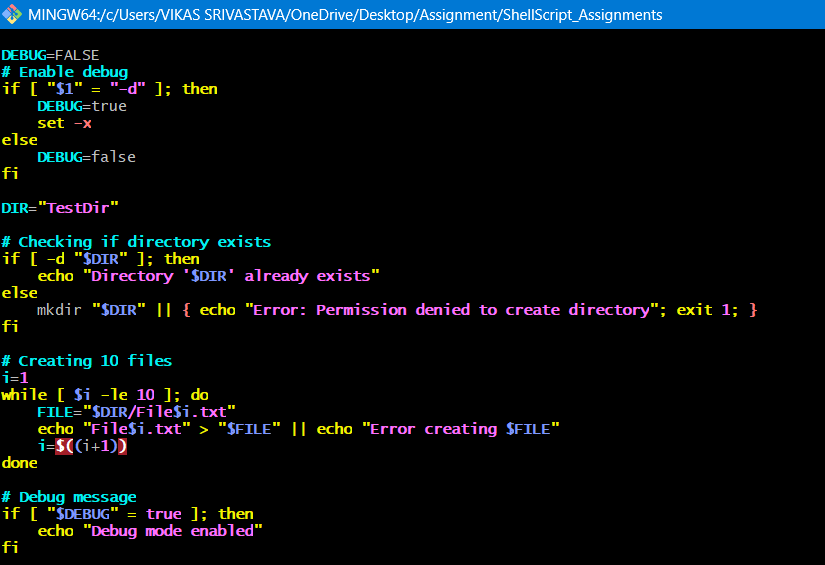 MINGW64:/c/Users/VIKAS SRIVASTAVA/OneDrive/Desktop/Assignment/ShellScript_Assignments
DEBUG=FALSE
# Enable debug
if [ "$1" = "-d" ]; then
    DEBUG=true
    set -x
else
    DEBUG=false
fi

DIR="TestDir"

# Checking if directory exists
if [ -d "$DIR" ]; then
    echo "Directory '$DIR' already exists"
else
    mkdir "$DIR" || { echo "Error: Permission denied to create directory"; exit 1; }
fi

# Creating 10 files
i=1
while [ $i -le 10 ]; do
    FILE="$DIR/File$i.txt"
    echo "File$i.txt" > "$FILE" || echo "Error creating $FILE"
    i=$((i+1))
done

# Debug message
if [ "$DEBUG" = true ]; then
    echo "Debug mode enabled"
fi